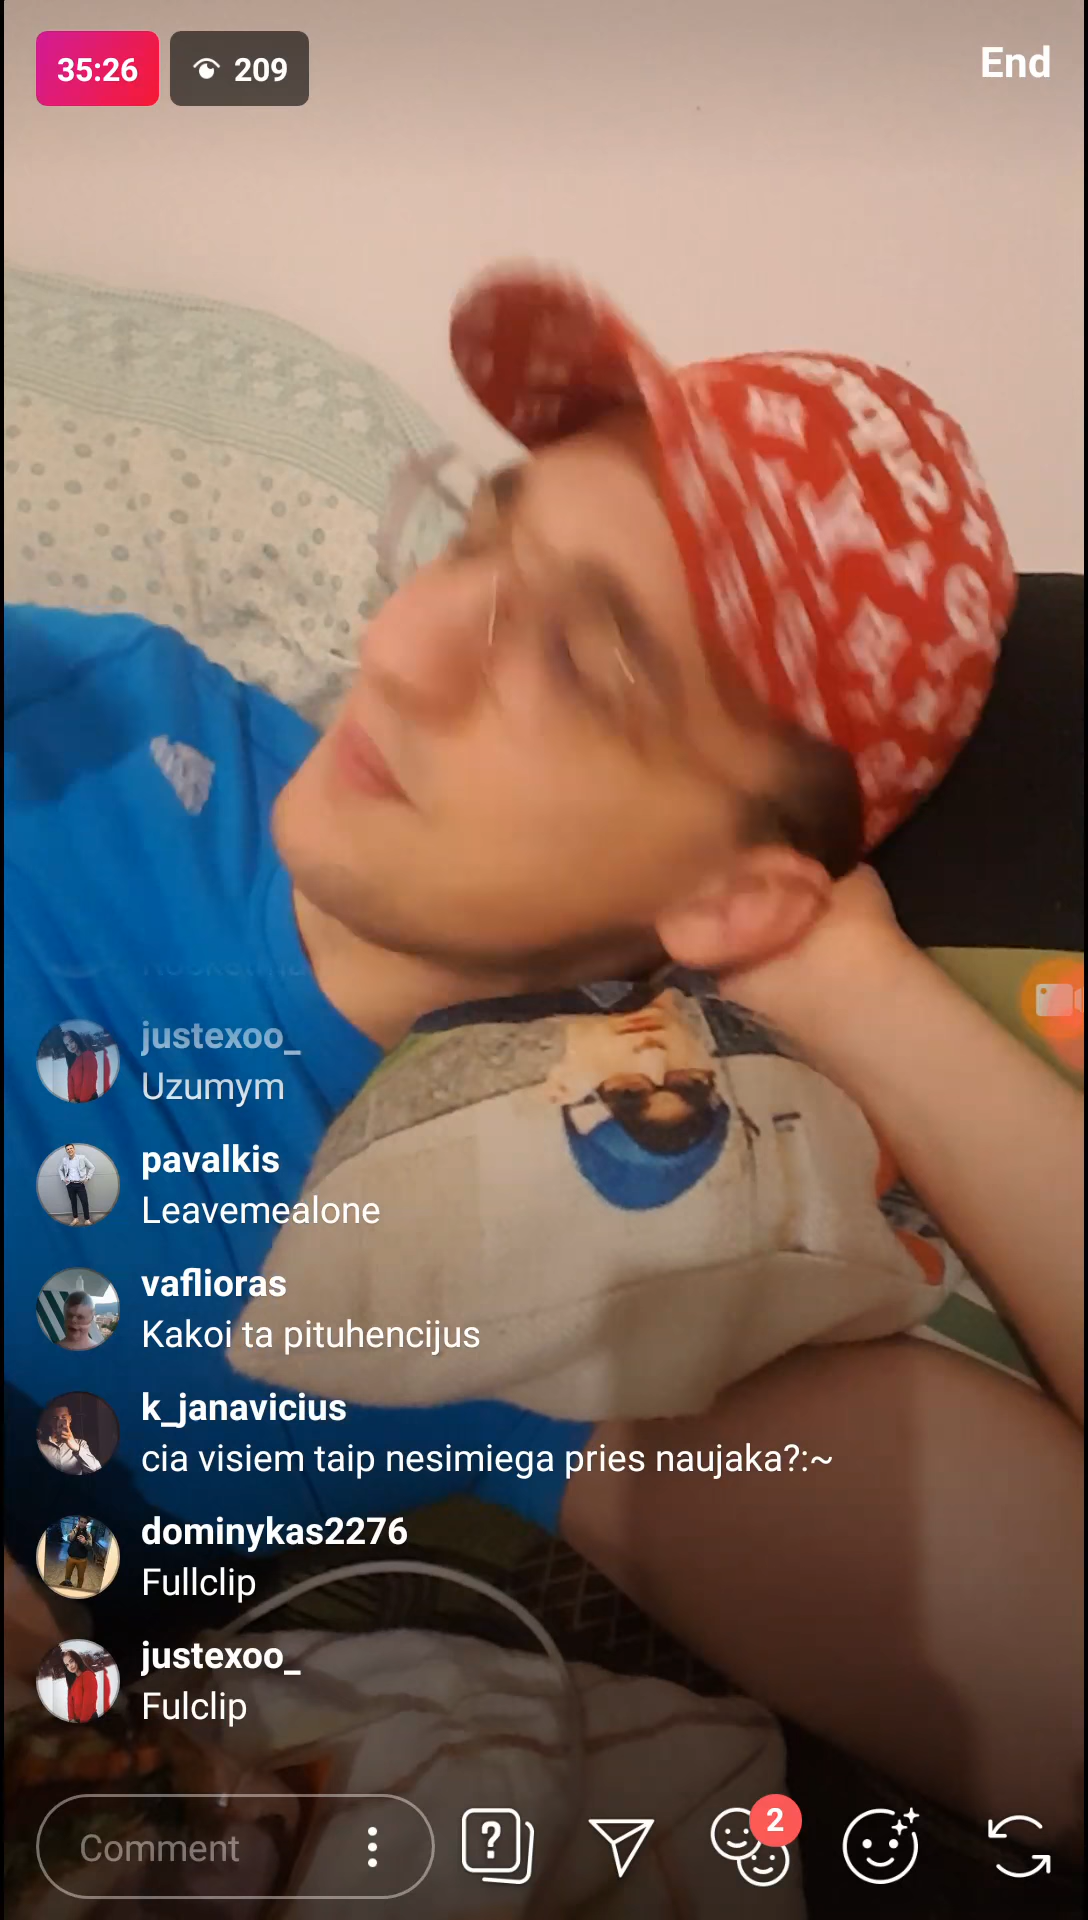 35:26
209
End
justexoo_
Uzumym
pavalkis
Leavemealone
vaflioras
Kakoi ta pituhencijus
k_janavicius
cia visiem taip nesimiega pries naujaka?:~
dominykas2276
Fullclip
justexoo_
Fulclip
Comment
2